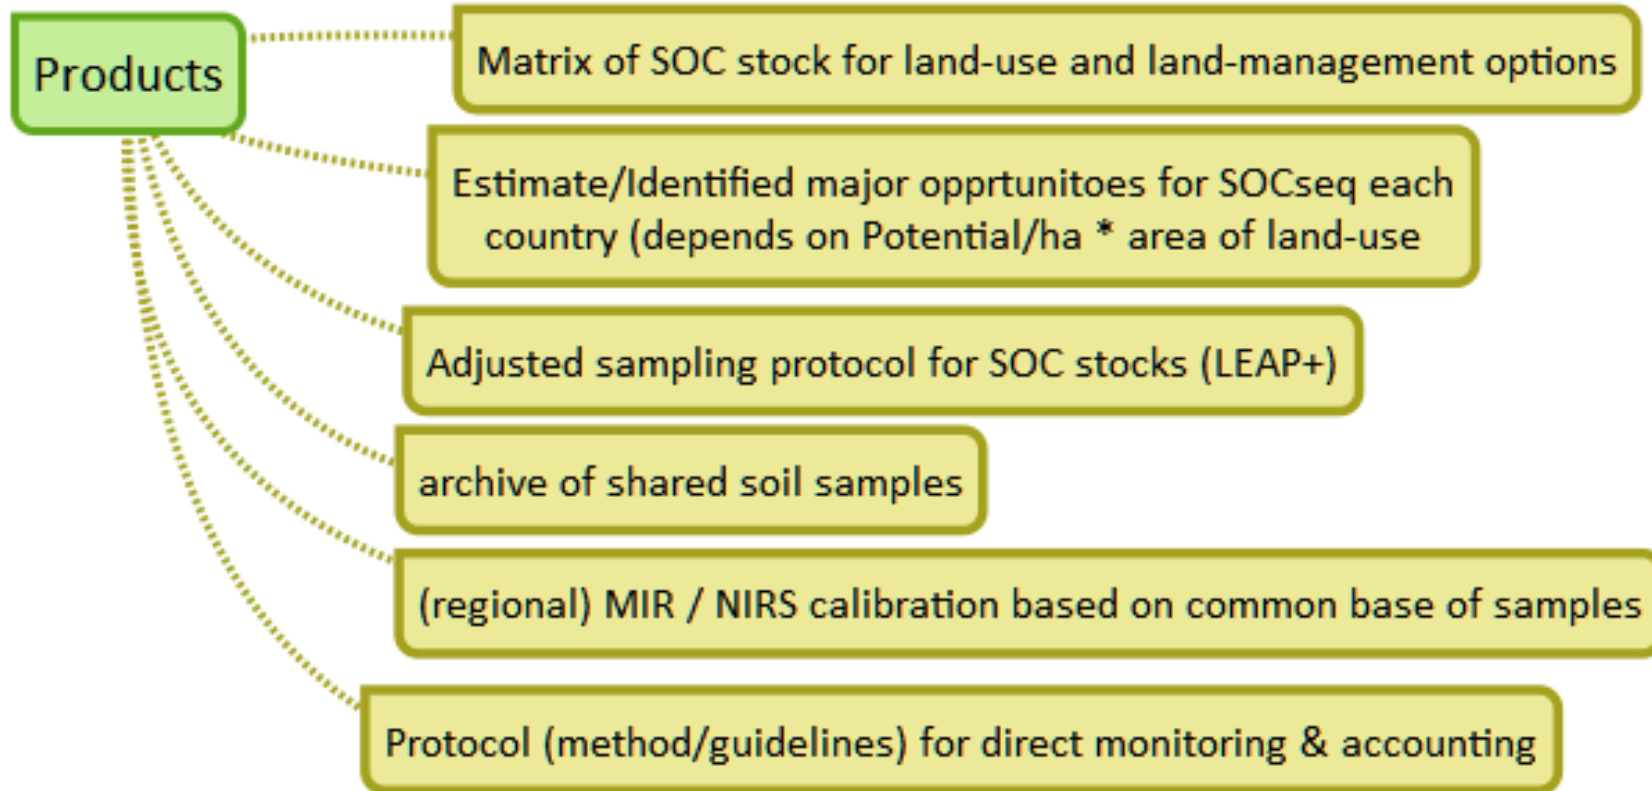 Products
Matrix of SOC stock for land-use and land-management options
Estimate/Identified major opprtunitoes for SOCseq each
country (depends on Potential/ha * area of land-use
Adjusted sampling protocol for SOC stocks (LEAP+)
archive of shared soil samples
(regional) MIR / NIRS calibration based on common base of samples
Protocol (method/guidelines) for direct monitoring & accounting